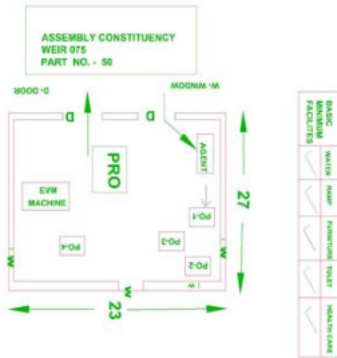 ASSEMBLY CONSTITUENCY
WEIR 075
PART NO. - 50
D- DOOR
W- WINDOW
D
D
AGENT
PRO
EVM
MACHINE
PO-1
27
PO-3
PO-4
PO-2
W
W
W
W
23
BASIC
MINIMUM
FACILITES
WATER
RAMP
FURNITURE
TOILET
HEALTH CARE